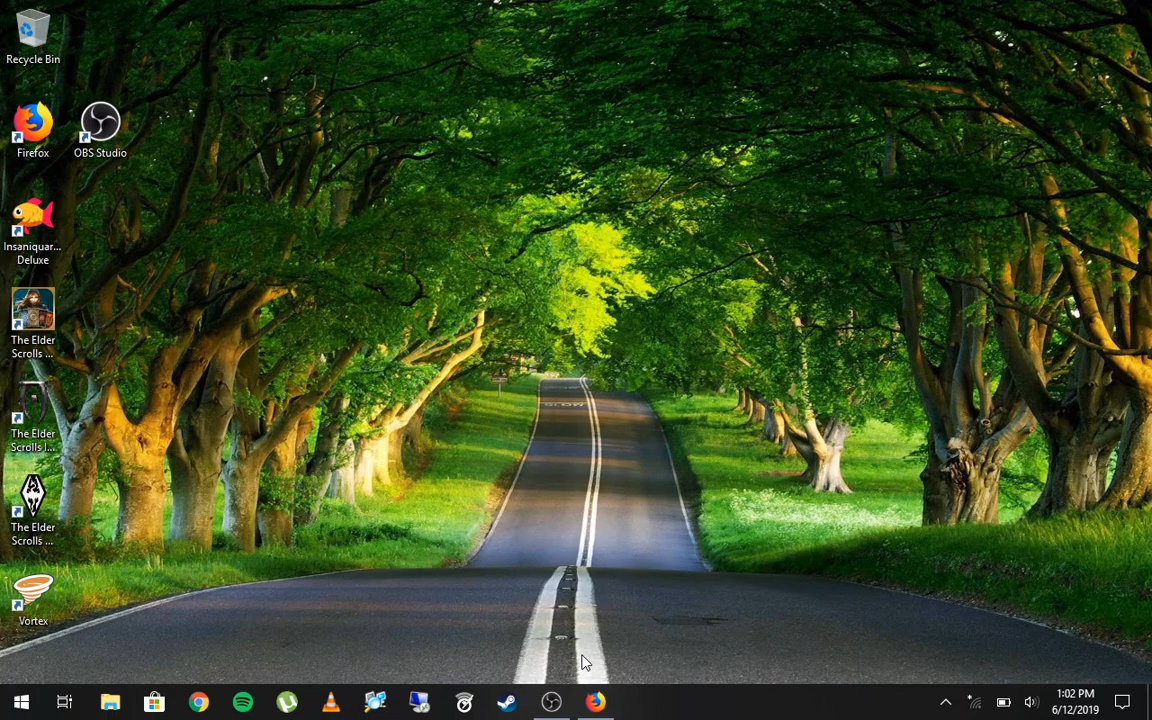 Recycle Bin
Firefox
OBS Studio
Insaniquar...
Deluxe
The Elder
Scrolls ...
The Elder
Scrolls I...
The Elder
Scrolls ...
Vortex
SLOW
1:02 PM
6/12/2019